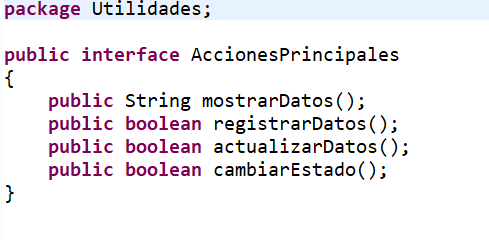 package Utilidades;
public interface AccionesPrincipales
{
    public String mostrarDatos();
    public boolean registrarDatos();
    public boolean actualizarDatos();
    public boolean cambiarEstado();
}